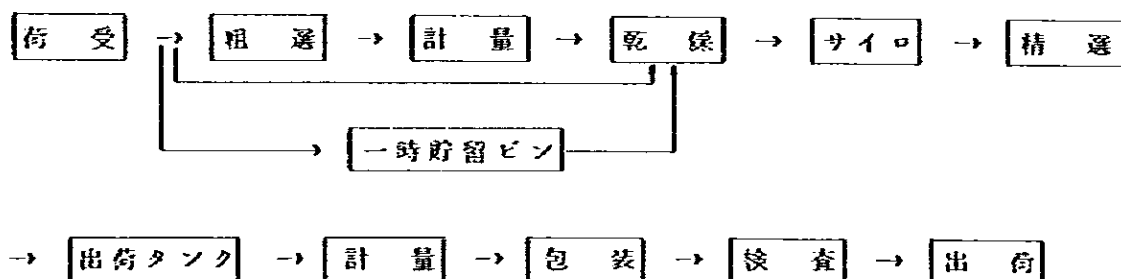 荷受 → 粗選 → 計量 → 乾燥 → サイロ → 精選
一時貯留ビン
→ 出荷タンク → 計量 → 包装 → 検査 → 出荷